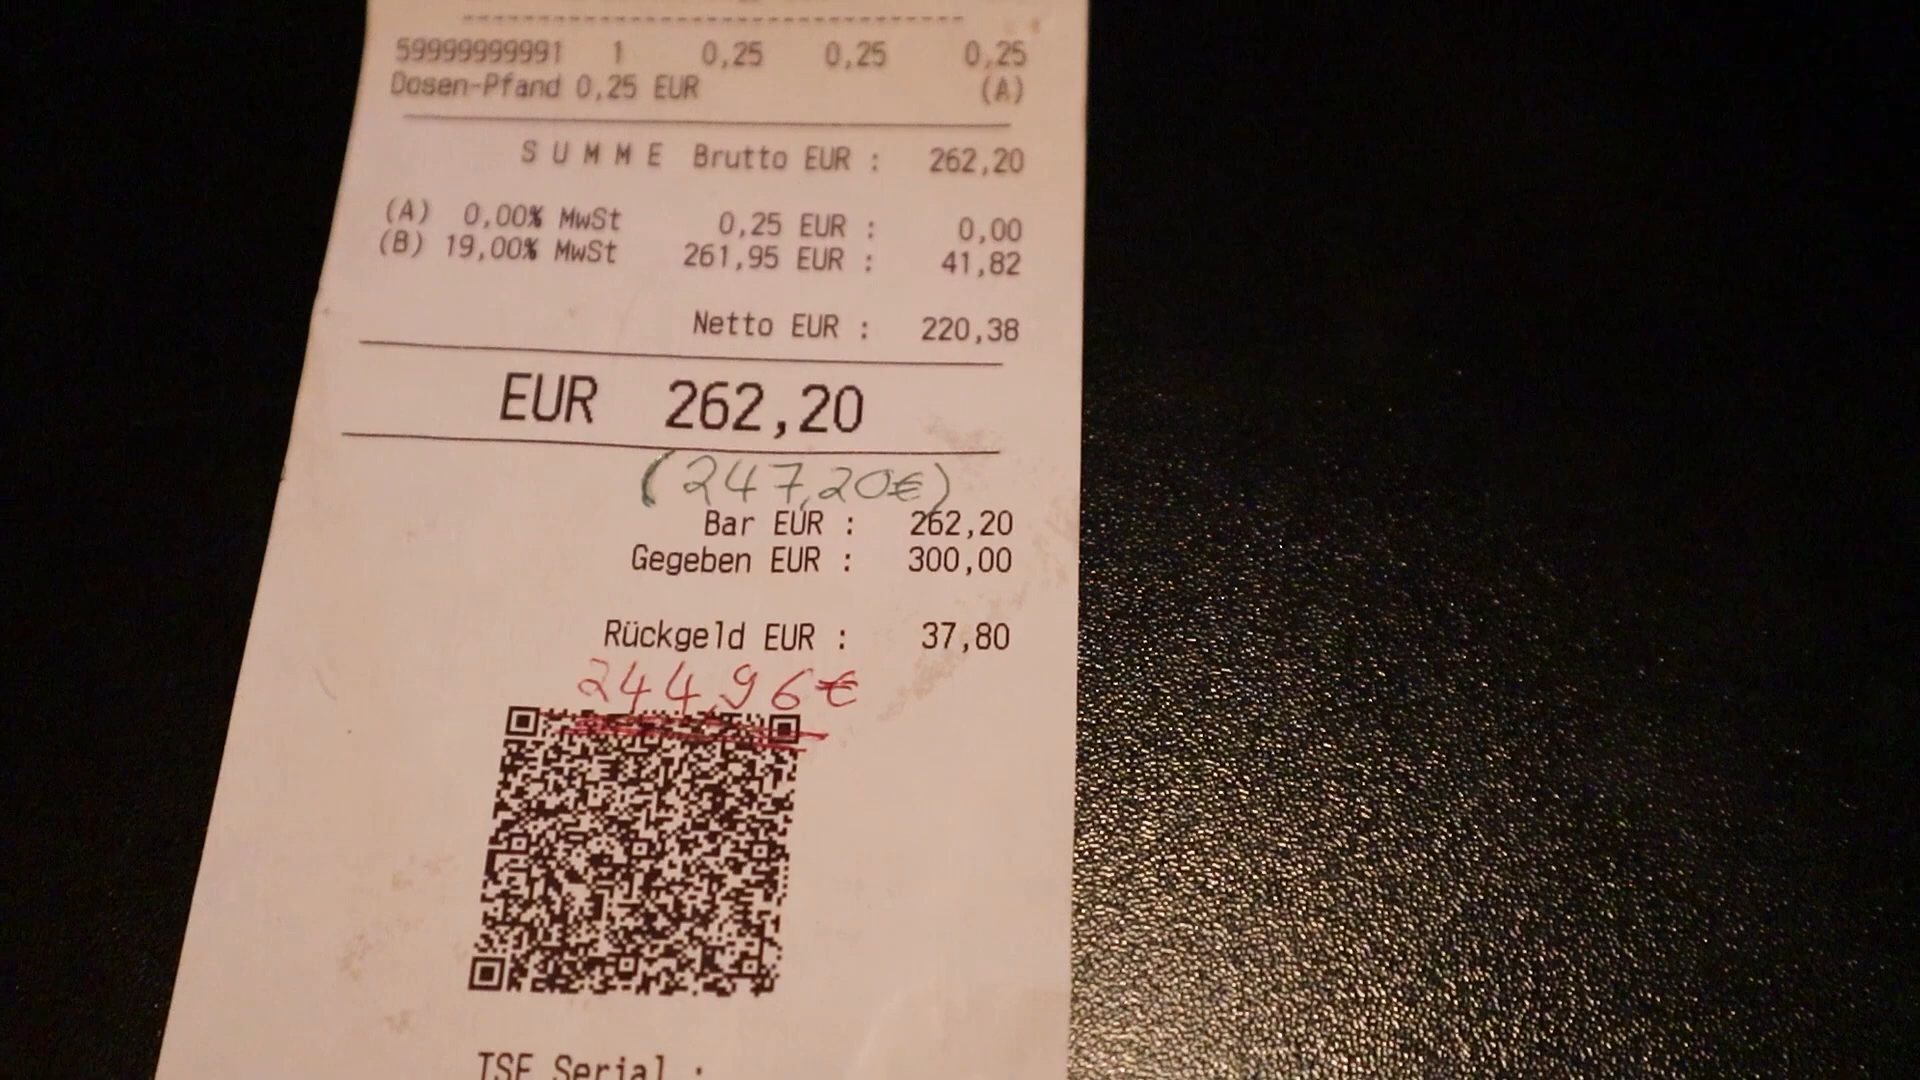 59999999991 1 0,25 0,25 0,25
Dosen-Pfand 0,25 EUR (A)
SUMME Brutto EUR : 262,20
(A) 0,00% MwSt 0,25 EUR : 0,00
(B) 19,00% MwSt 261,95 EUR : 41,82
Netto EUR : 220,38
EUR 262,20
(247,20€)
Bar EUR : 262,20
Gegeben EUR : 300,00
Rückgeld EUR : 37,80
244,96€
TSE Serial :